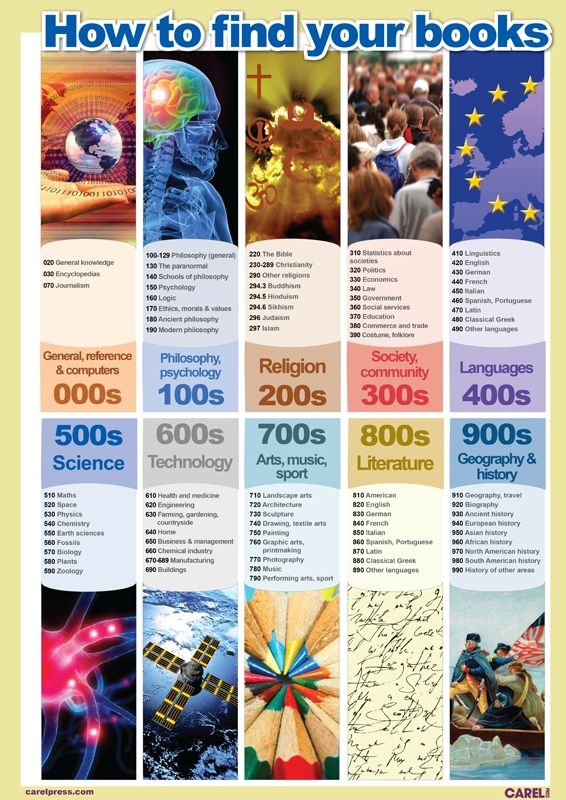 How to find your books
020 General knowledge
030 Encyclopedias
070 Journalism
General, reference
& computers
000s
100-129 Philosophy (general)
130 The paranormal
140 Schools of philosophy
150 Psychology
160 Logic
170 Ethics, morals & values
180 Ancient philosophy
190 Modern philosophy
Philosophy,
psychology
100s
220 The Bible
230-289 Christianity
290 Other religions
294.3 Buddhism
294.5 Hinduism
294.6 Sikhism
296 Judaism
297 Islam
Religion
200s
310 Statistics about
societies
320 Politics
330 Economics
340 Law
350 Government
360 Social services
370 Education
380 Commerce and trade
390 Costume, folklore
Society,
community
300s
410 Linguistics
420 English
430 German
440 French
450 Italian
460 Spanish, Portuguese
470 Latin
480 Classical Greek
490 Other languages
Languages
400s
500s
Science
510 Maths
520 Space
530 Physics
540 Chemistry
550 Earth sciences
560 Fossils
570 Biology
580 Plants
590 Zoology
600s
Technology
610 Health and medicine
620 Engineering
630 Farming, gardening,
countryside
640 Home
650 Business & management
660 Chemical industry
670-689 Manufacturing
690 Buildings
700s
Arts, music,
sport
710 Landscape arts
720 Architecture
730 Sculpture
740 Drawing, textile arts
750 Painting
760 Graphic arts,
printmaking
770 Photography
780 Music
790 Performing arts, sport
800s
Literature
810 American
820 English
830 German
840 French
850 Italian
860 Spanish, Portuguese
870 Latin
880 Classical Greek
890 Other languages
900s
Geography &
history
910 Geography, travel
920 Biography
930 Ancient history
940 European history
950 Asian history
960 African history
970 North American history
980 South American history
990 History of other areas
carelpress.com
CAREL PRESS